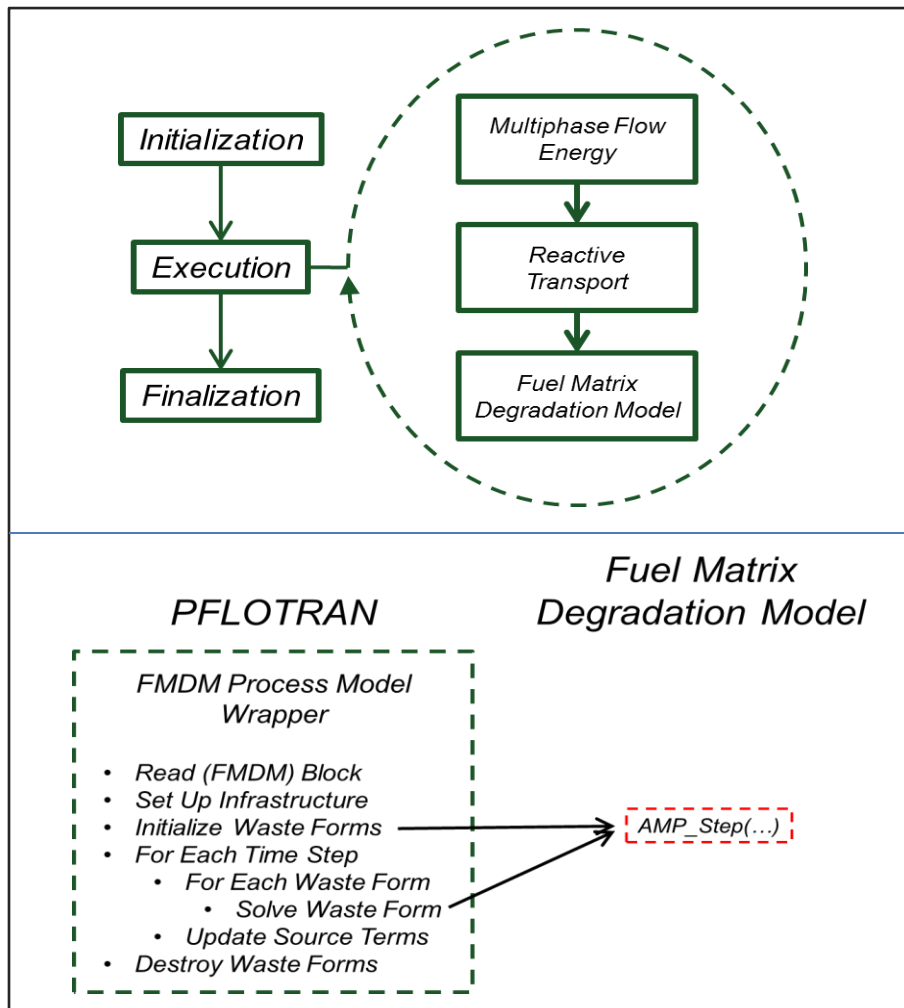 Initialization
Execution
Finalization
Multiphase Flow
Energy
Reactive
Transport
Fuel Matrix
Degradation Model
PFLOTRAN
Fuel Matrix
Degradation Model
FMDM Process Model
Wrapper
• Read (FMDM) Block
• Set Up Infrastructure
• Initialize Waste Forms
• For Each Time Step
• For Each Waste Form
• Solve Waste Form
• Update Source Terms
• Destroy Waste Forms
AMP_Step(…)